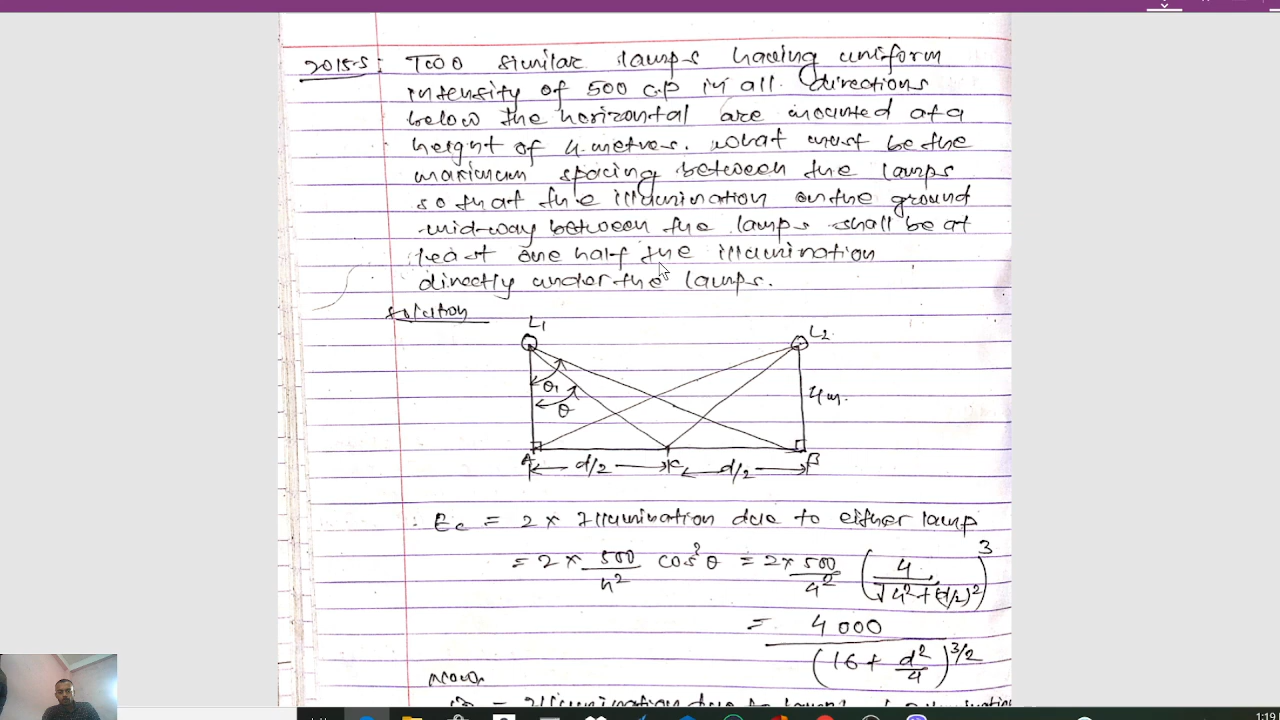 2015.S: Two similar lamps having uniform
intensity of 500 c.p in all directions
below the horizontal are mounted at a
height of 4 metres. what must be the
maximum spacing between the lamps
so that the illumination on the ground
mid-way between the lamps shall be at
least one half the illumination
directly under the lamps.
Solution
L1 L2
θ1
θ
4m.
A d/2 C d/2 B
Ec = 2 × Illumination due to either lamp
= 2 × 500/4² cos³θ = 2 × 500/4² (4/√4²+(d/2)²)³
= 4000/(16 + d²/4)^3/2
Now
1:19